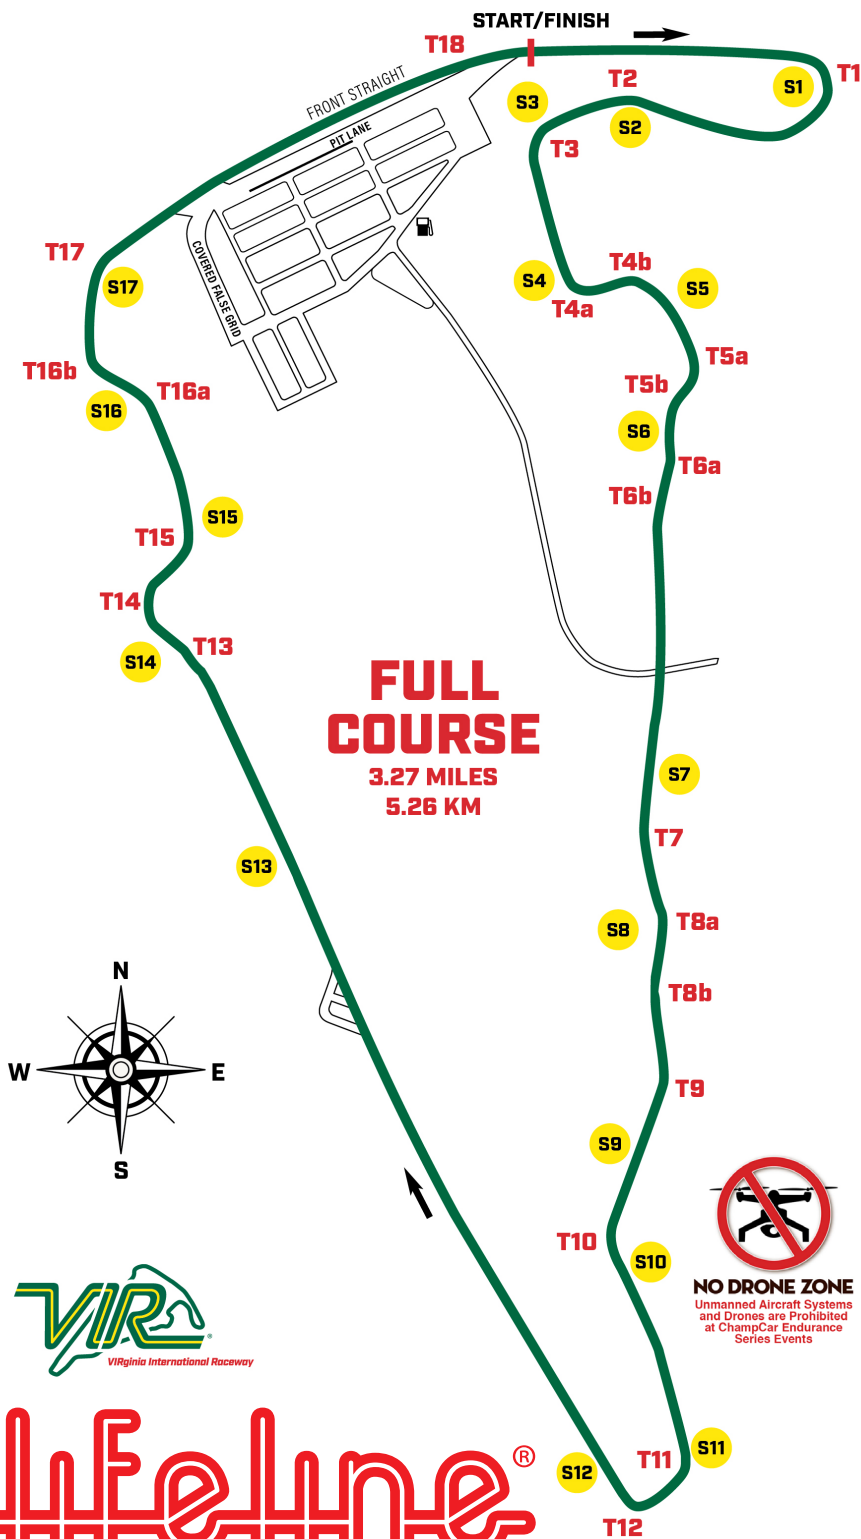 START/FINISH
T18
T1
FRONT STRAIGHT
S1
T2
S3
S2
PIT LANE
T3
T17
COVERED FALSE GRID
S17
S4
T4b
S5
T4a
T16b
T16a
T5a
T5b
S16
S6
T6a
T6b
S15
T15
T14
T13
S14
FULL
COURSE
3.27 MILES
5.26 KM
S7
T7
S13
S8
T8a
N
T8b
W
E
T9
S
S9
T10
S10
NO DRONE ZONE
Unmanned Aircraft Systems
and Drones are Prohibited
at ChampCar Endurance
Series Events
VIR®
VIRginia International Raceway
T11
S11
S12
lifeline®
T12